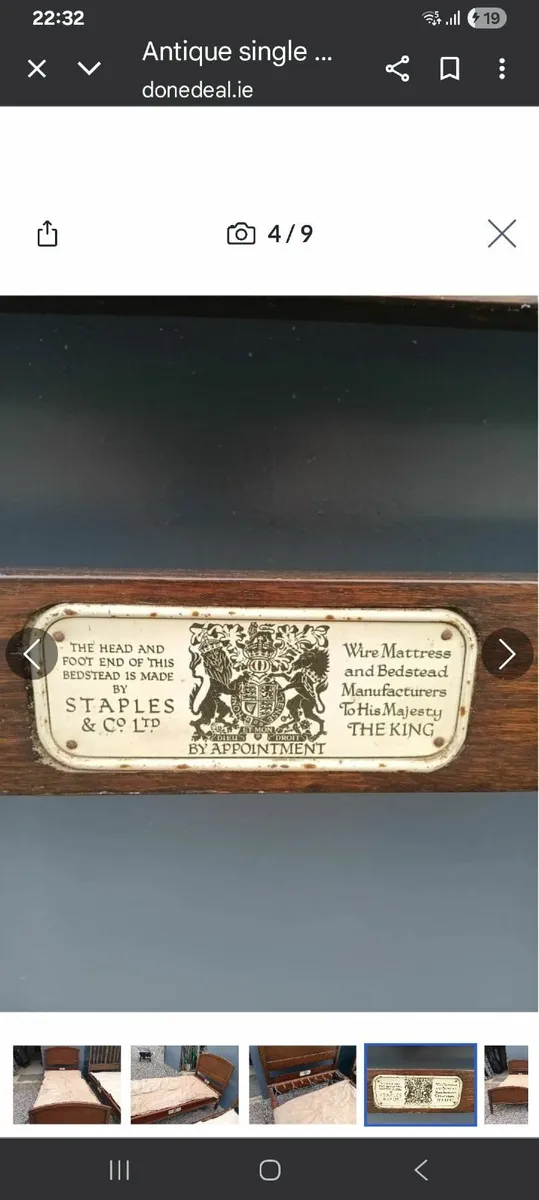 22:32
19
Antique single ...
donedeal.ie
4/9
THE HEAD AND
FOOT END OF THIS
BEDSTEAD IS MADE
BY
STAPLES
& CO LTD
ET MON
DIEU DROIT
BY APPOINTMENT
Wire Mattress
and Bedstead
Manufacturers
To His Majesty
THE KING